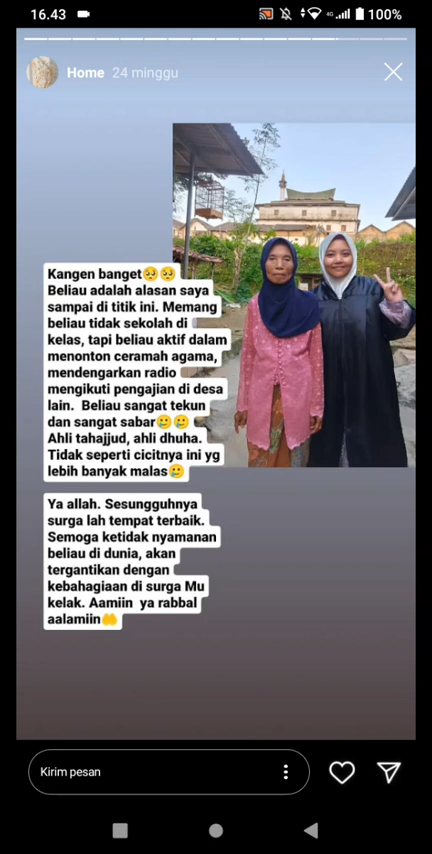 16.43
4G
100%
Home 24 minggu
Kangen banget🥺🥺
Beliau adalah alasan saya
sampai di titik ini. Memang
beliau tidak sekolah di
kelas, tapi beliau aktif dalam
menonton ceramah agama,
mendengarkan radio
mengikuti pengajian di desa
lain. Beliau sangat tekun
dan sangat sabar🥲🥲
Ahli tahajjud, ahli dhuha.
Tidak seperti cicitnya ini yg
lebih banyak malas🥲
Ya allah. Sesungguhnya
surga lah tempat terbaik.
Semoga ketidak nyamanan
beliau di dunia, akan
tergantikan dengan
kebahagiaan di surga Mu
kelak. Aamiin ya rabbal
aalamiin🤲
Kirim pesan